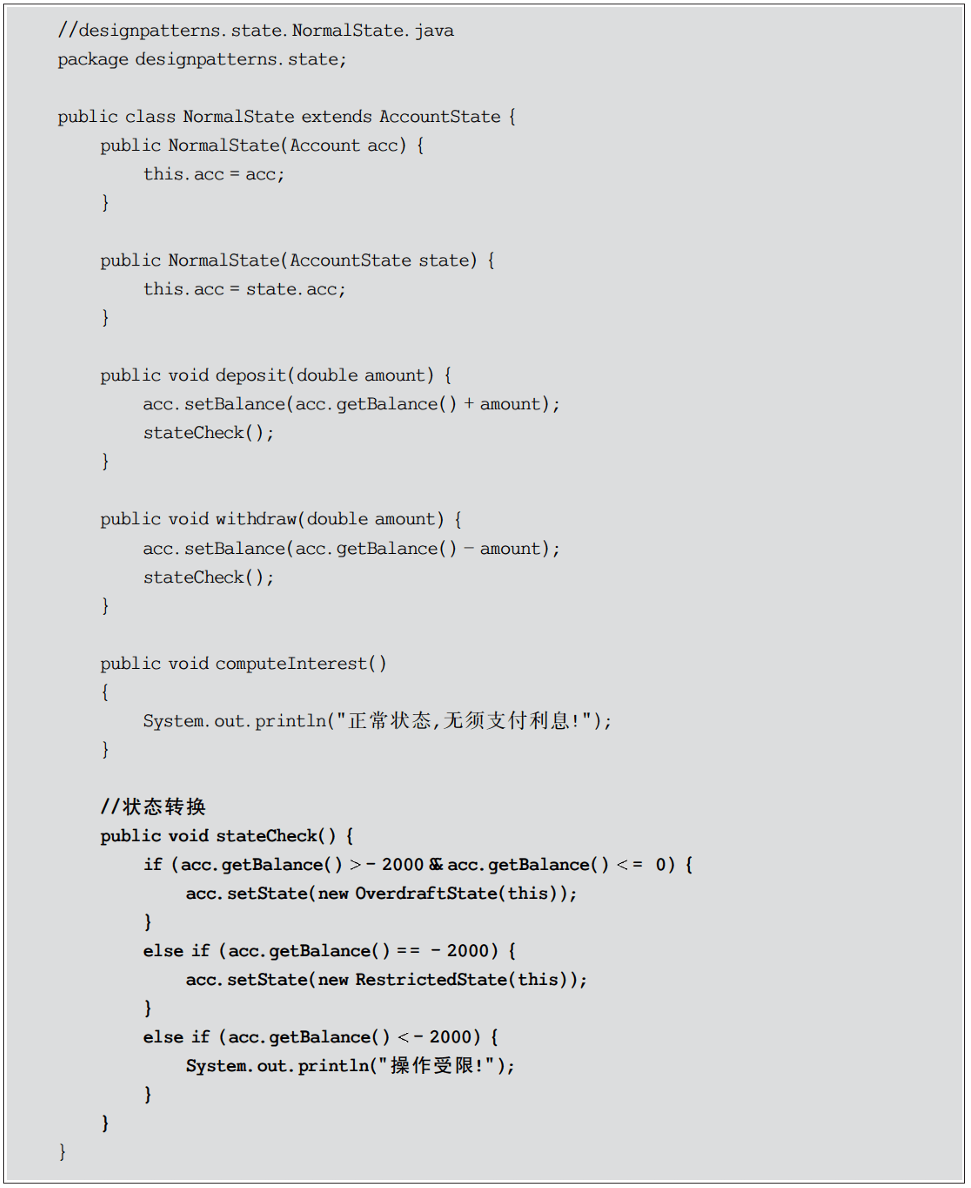 //designpatterns.state.NormalState.java
package designpatterns.state;
public class NormalState extends AccountState {
public NormalState(Account acc) {
this.acc = acc;
}
public NormalState(AccountState state) {
this.acc = state.acc;
}
public void deposit(double amount) {
acc.setBalance(acc.getBalance() + amount);
stateCheck();
}
public void withdraw(double amount) {
acc.setBalance(acc.getBalance() - amount);
stateCheck();
}
public void computeInterest()
{
System.out.println("正常状态,无须支付利息!");
}
//状态转换
public void stateCheck() {
if (acc.getBalance() >- 2000 && acc.getBalance() <= 0) {
acc.setState(new OverdraftState(this));
}
else if (acc.getBalance() == - 2000) {
acc.setState(new RestrictedState(this));
}
else if (acc.getBalance() <- 2000) {
System.out.println("操作受限!");
}
}
}